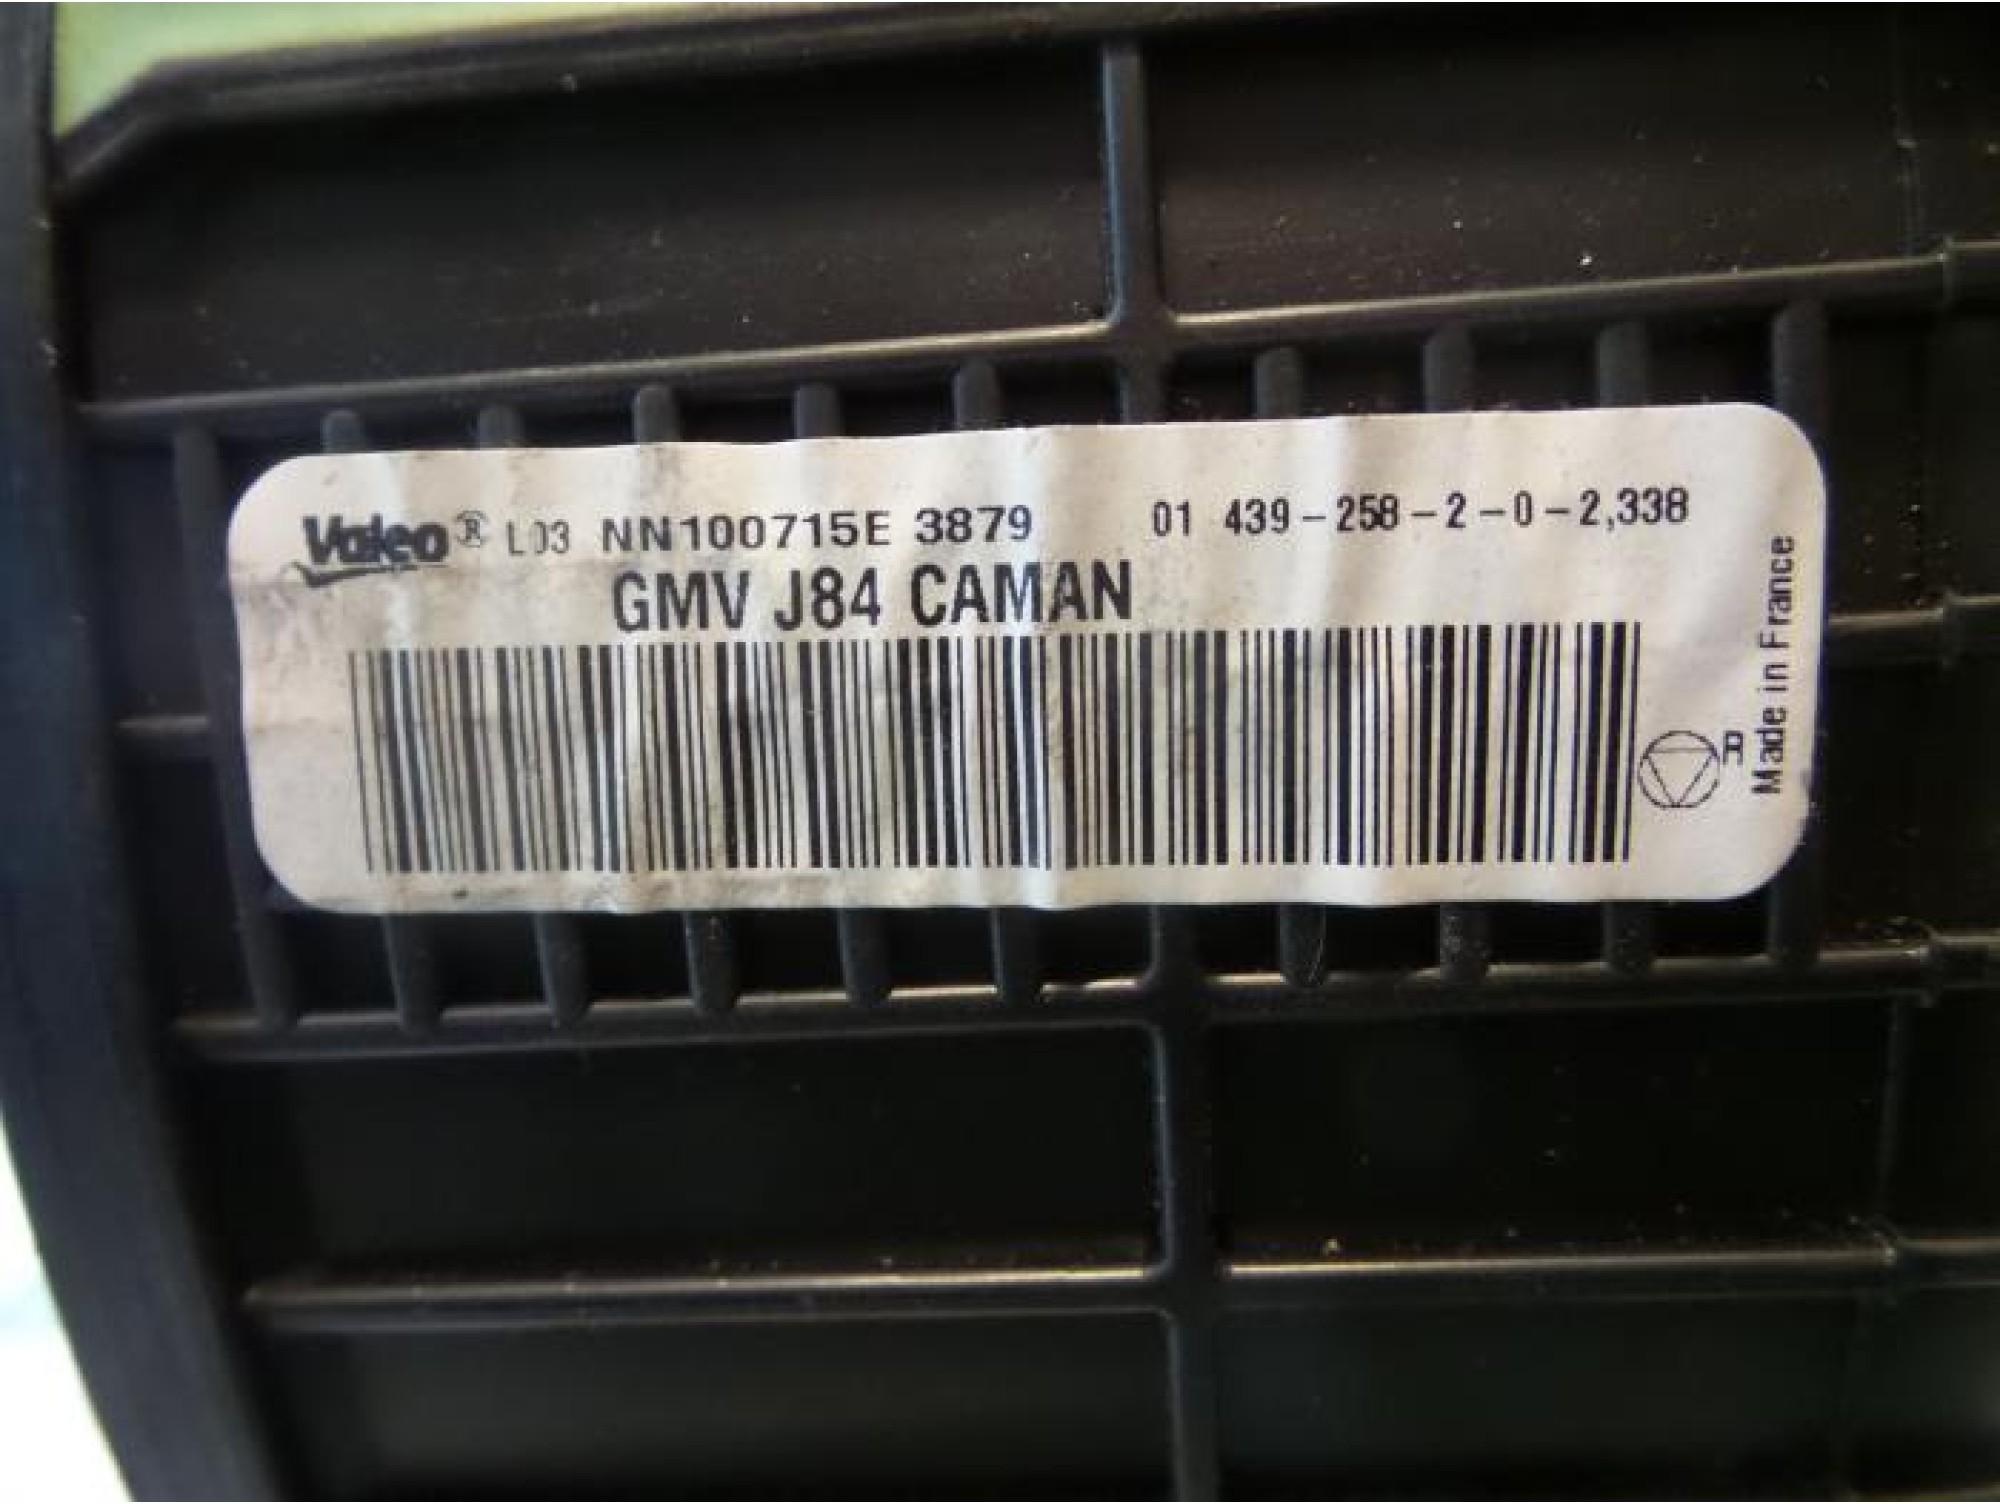 Valeo® L03 NN100715E 3879 01 439-258-2-0-2,338
GMV J84 CAMAN
R
Made in France